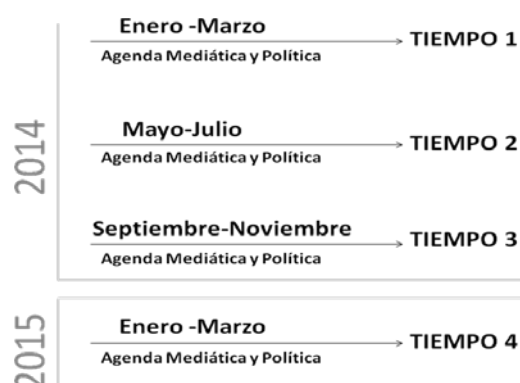 2014
Enero -Marzo
Agenda Mediática y Política
TIEMPO 1
Mayo-Julio
Agenda Mediática y Política
TIEMPO 2
Septiembre-Noviembre
Agenda Mediática y Política
TIEMPO 3
2015
Enero -Marzo
Agenda Mediática y Política
TIEMPO 4